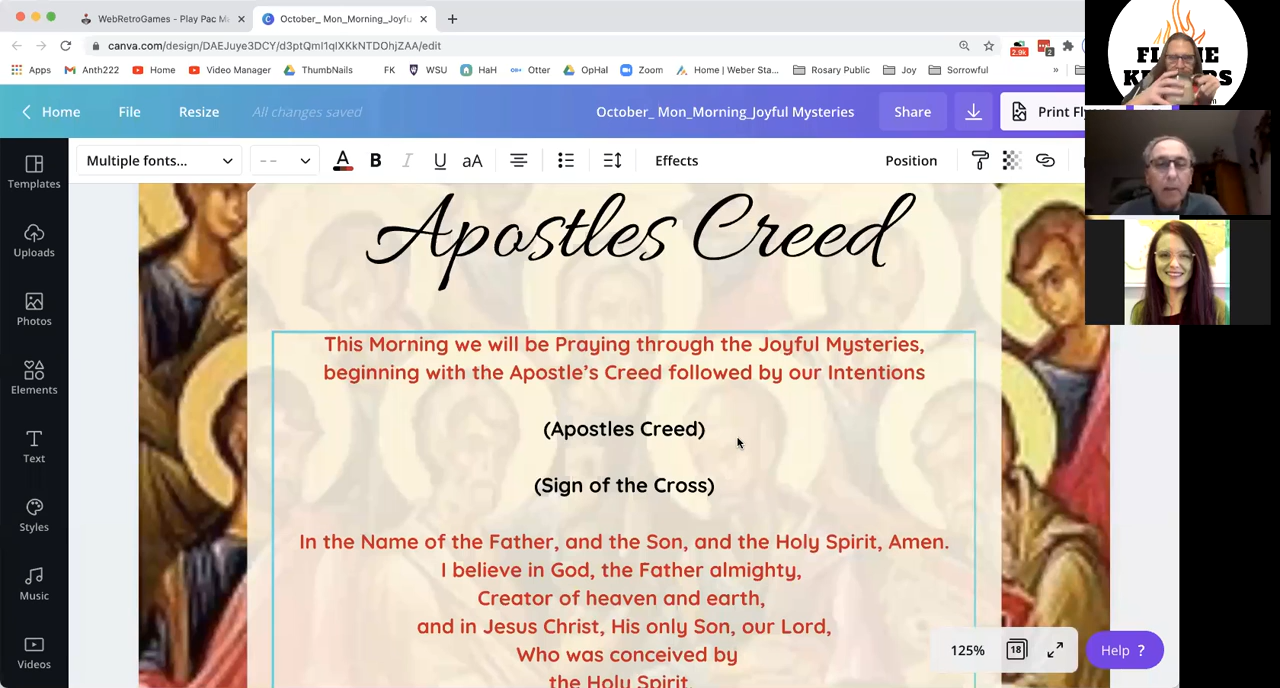 WebRetroGames - Play Pac M
October_ Mon_Morning_Joyfu
canva.com/design/DAEJuye3DCY/d3ptQml1qlXKkNTDOhjZAA/edit
2.9k
2
Apps
Anth222
Home
Video Manager
ThumbNails
FK
WSU
HaH
Otter
OpHal
Zoom
Home | Weber Sta...
Rosary Public
Joy
Sorrowful
»
Home
File
Resize
All changes saved
October_ Mon_Morning_Joyful Mysteries
Share
Print Fly
Multiple fonts...
– –
A
B
I
U
aA
Effects
Position
Templates
Uploads
Photos
Elements
Text
Styles
Music
Videos
Apostles Creed
This Morning we will be Praying through the Joyful Mysteries,
beginning with the Apostle’s Creed followed by our Intentions
(Apostles Creed)
(Sign of the Cross)
In the Name of the Father, and the Son, and the Holy Spirit, Amen.
I believe in God, the Father almighty,
Creator of heaven and earth,
and in Jesus Christ, His only Son, our Lord,
Who was conceived by
the Holy Spirit,
125%
18
Help ?